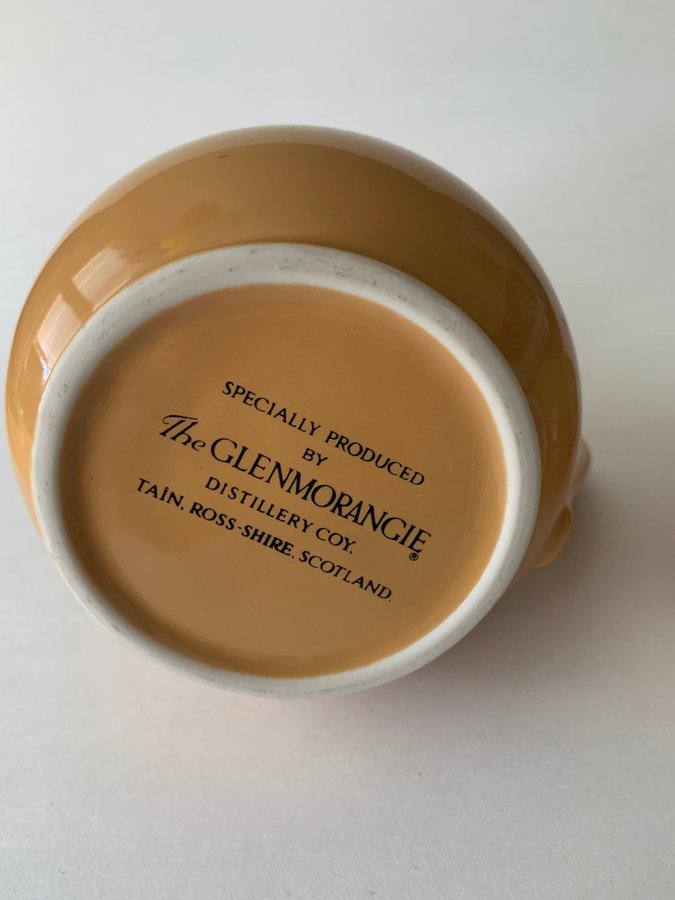 SPECIALLY PRODUCED
BY
The GLENMORANGIE®
DISTILLERY COY.
TAIN, ROSS-SHIRE, SCOTLAND.